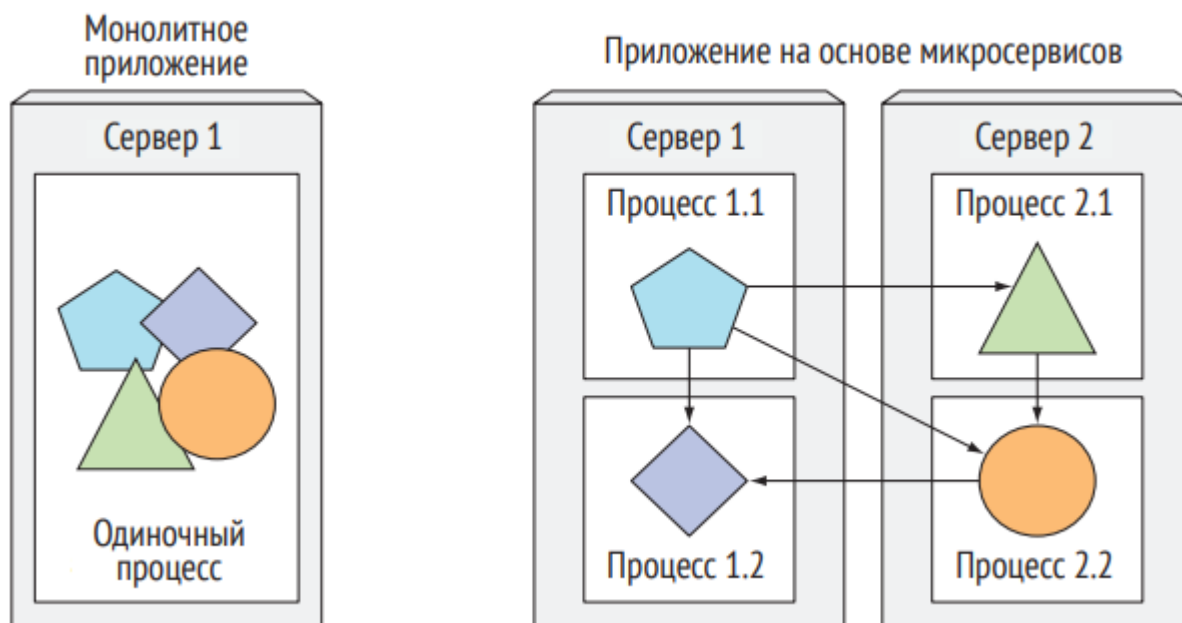 Монолитное
приложение
Сервер 1
Одиночный
процесс
Приложение на основе микросервисов
Сервер 1
Процесс 1.1
Процесс 1.2
Сервер 2
Процесс 2.1
Процесс 2.2